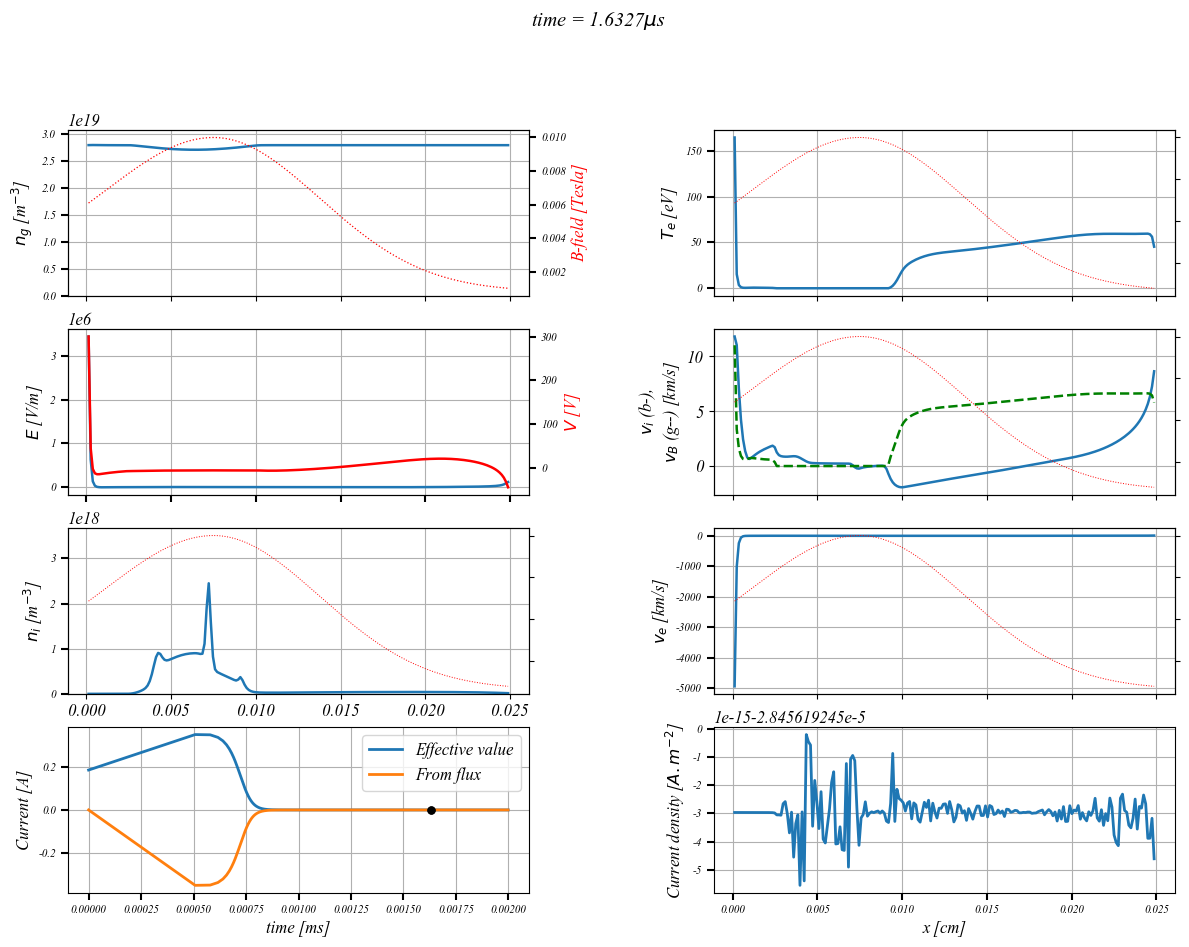 time = 1.6327μs
1e19
3.0
2.5
2.0
1.5
1.0
0.5
0.0
n_g [m⁻³]
0.010
0.008
0.006
0.004
0.002
B-field [Tesla]
150
100
50
0
T_e [eV]
1e6
3
2
1
0
E [V/m]
300
200
100
0
V [V]
10
5
0
v_i (b-),
v_B (g--) [km/s]
1e18
3
2
1
0
n_i [m⁻³]
0.000 0.005 0.010 0.015 0.020 0.025
0
-1000
-2000
-3000
-4000
-5000
v_e [km/s]
0.2
0.0
-0.2
Current [A]
Effective value
From flux
0.00000 0.00025 0.00050 0.00075 0.00100 0.00125 0.00150 0.00175 0.00200
time [ms]
1e-15-2.845619245e-5
0
-1
-2
-3
-4
-5
Current density [A.m⁻²]
0.000 0.005 0.010 0.015 0.020 0.025
x [cm]